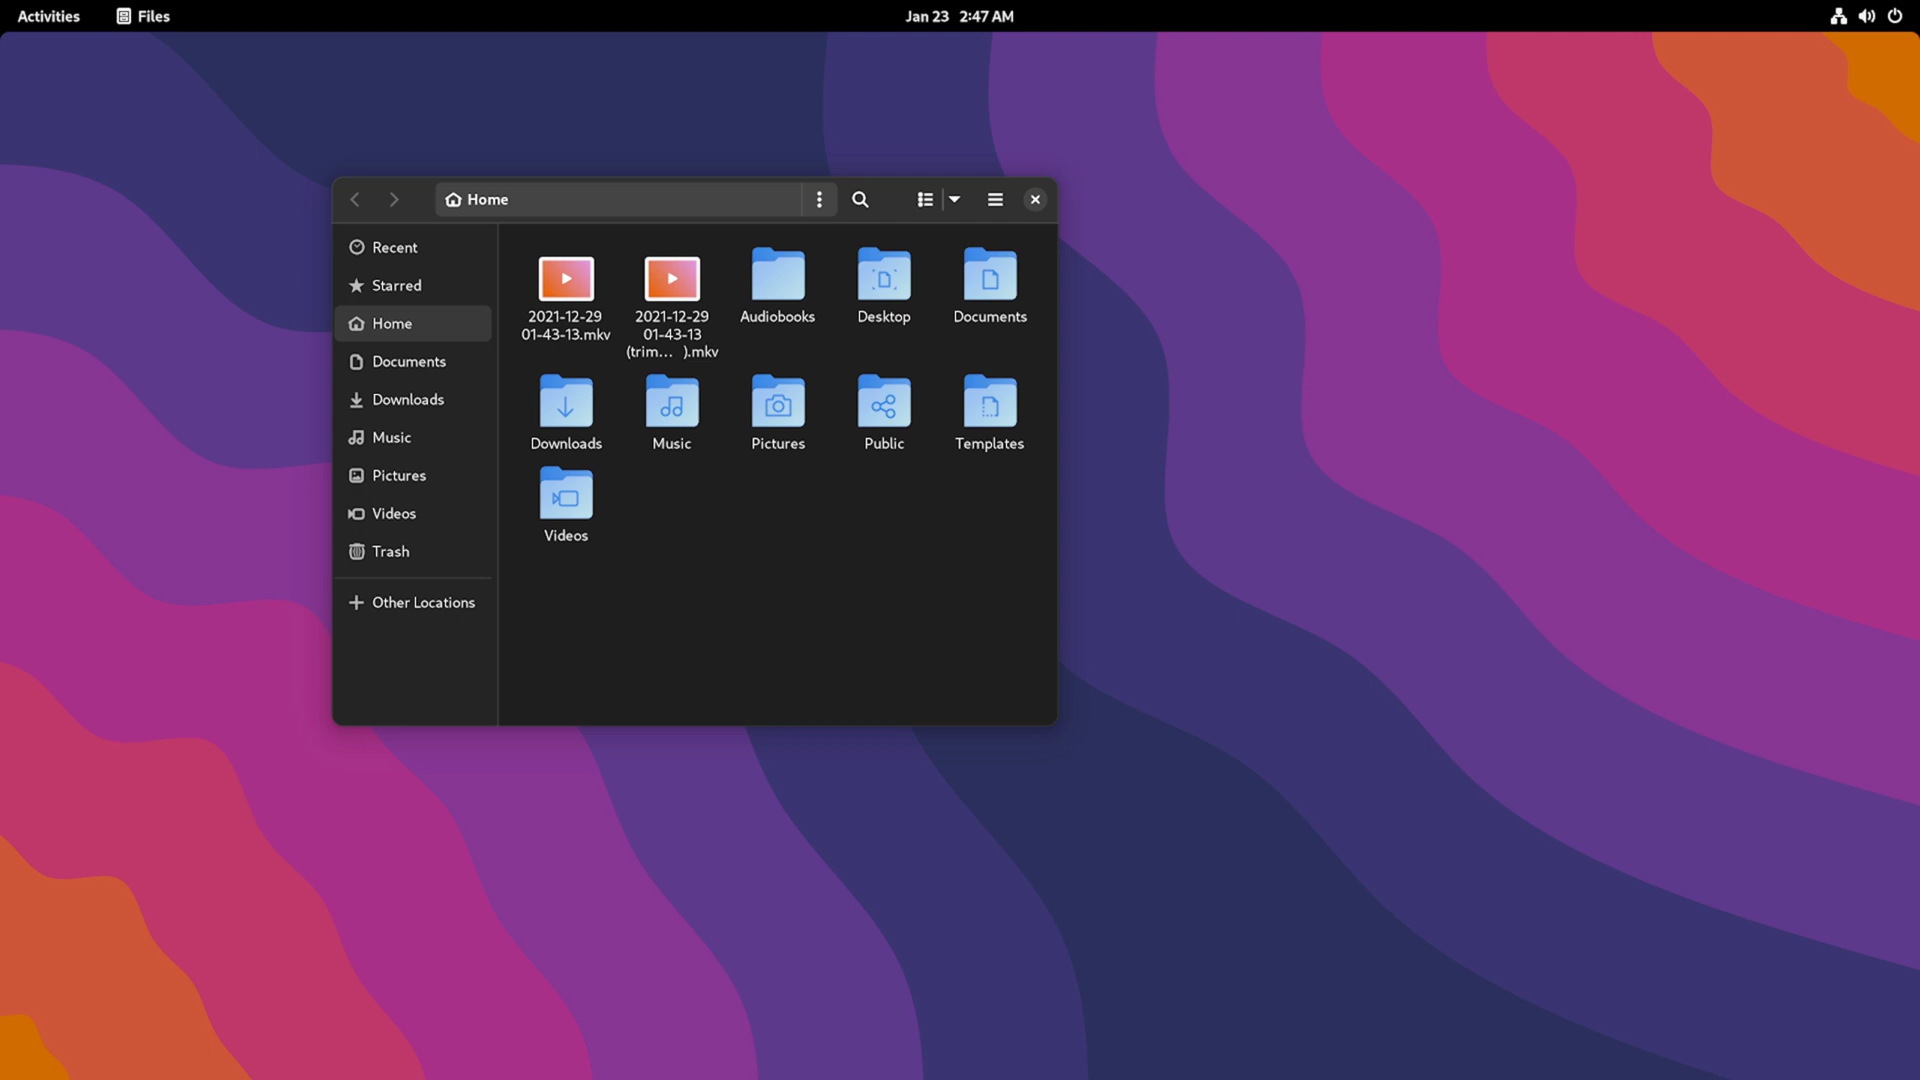 Activities
Files
Jan 23 2:47 AM
Home
Recent
Starred
Home
Documents
Downloads
Music
Pictures
Videos
Trash
Other Locations
2021-12-29
01-43-13.mkv
2021-12-29
01-43-13
(trim… ).mkv
Audiobooks
Desktop
Documents
Downloads
Music
Pictures
Public
Templates
Videos